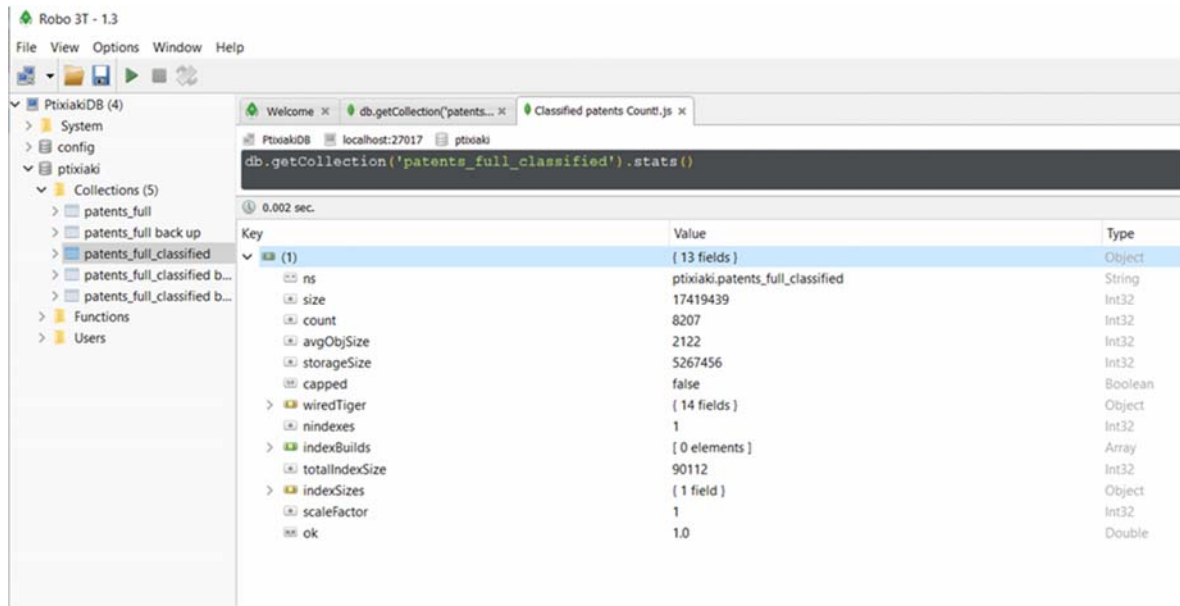 Robo 3T - 1.3
File View Options Window Help
PtixiakiDB (4)
System
config
ptixiaki
Collections (5)
patents_full
patents_full back up
patents_full_classified
patents_full_classified b...
patents_full_classified b...
Functions
Users
Welcome × db.getCollection('patents... × Classified patents Count!.js ×
PtixiakiDB localhost:27017 ptixiaki
db.getCollection('patents_full_classified').stats()
0.002 sec.
Key Value Type
(1) { 13 fields } Object
ns ptixiaki.patents_full_classified String
size 17419439 Int32
count 8207 Int32
avgObjSize 2122 Int32
storageSize 5267456 Int32
capped false Boolean
wiredTiger { 14 fields } Object
nindexes 1 Int32
indexBuilds [ 0 elements ] Array
totalIndexSize 90112 Int32
indexSizes { 1 field } Object
scaleFactor 1 Int32
ok 1.0 Double